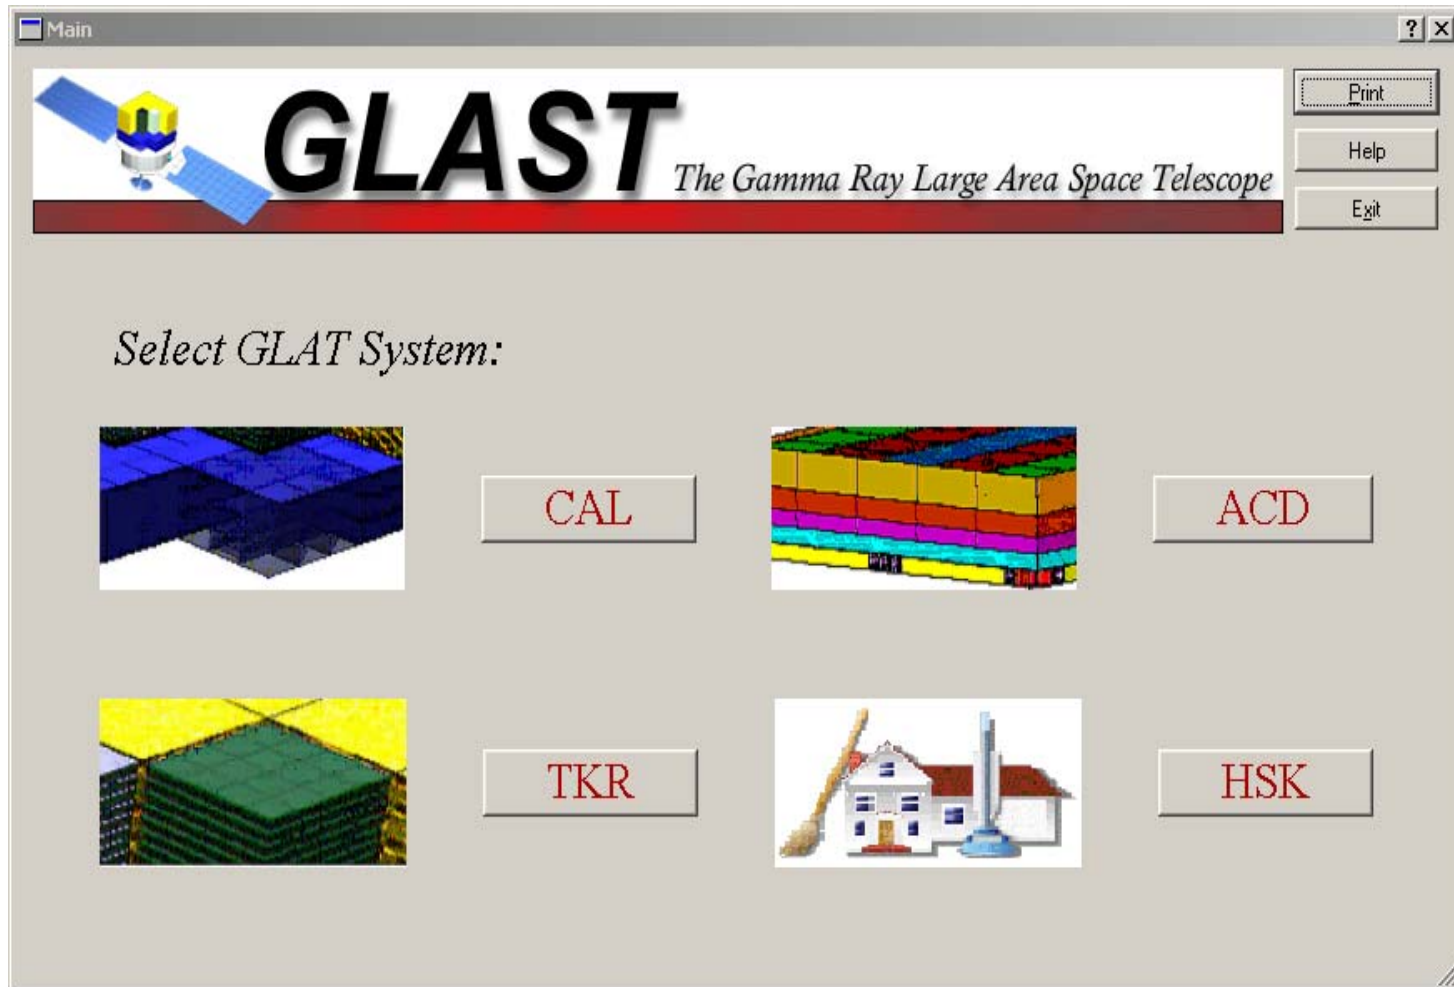 Main
GLAST
The Gamma Ray Large Area Space Telescope
Print
Help
Exit
Select GLAT System:
CAL
ACD
TKR
HSK